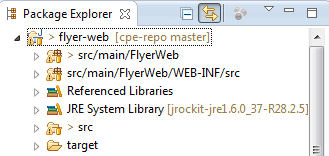 Package Explorer
> flyer-web [cpe-repo master]
> src/main/FlyerWeb
src/main/FlyerWeb/WEB-INF/src
Referenced Libraries
JRE System Library [jrockit-jre1.6.0_37-R28.2.5]
> src
target